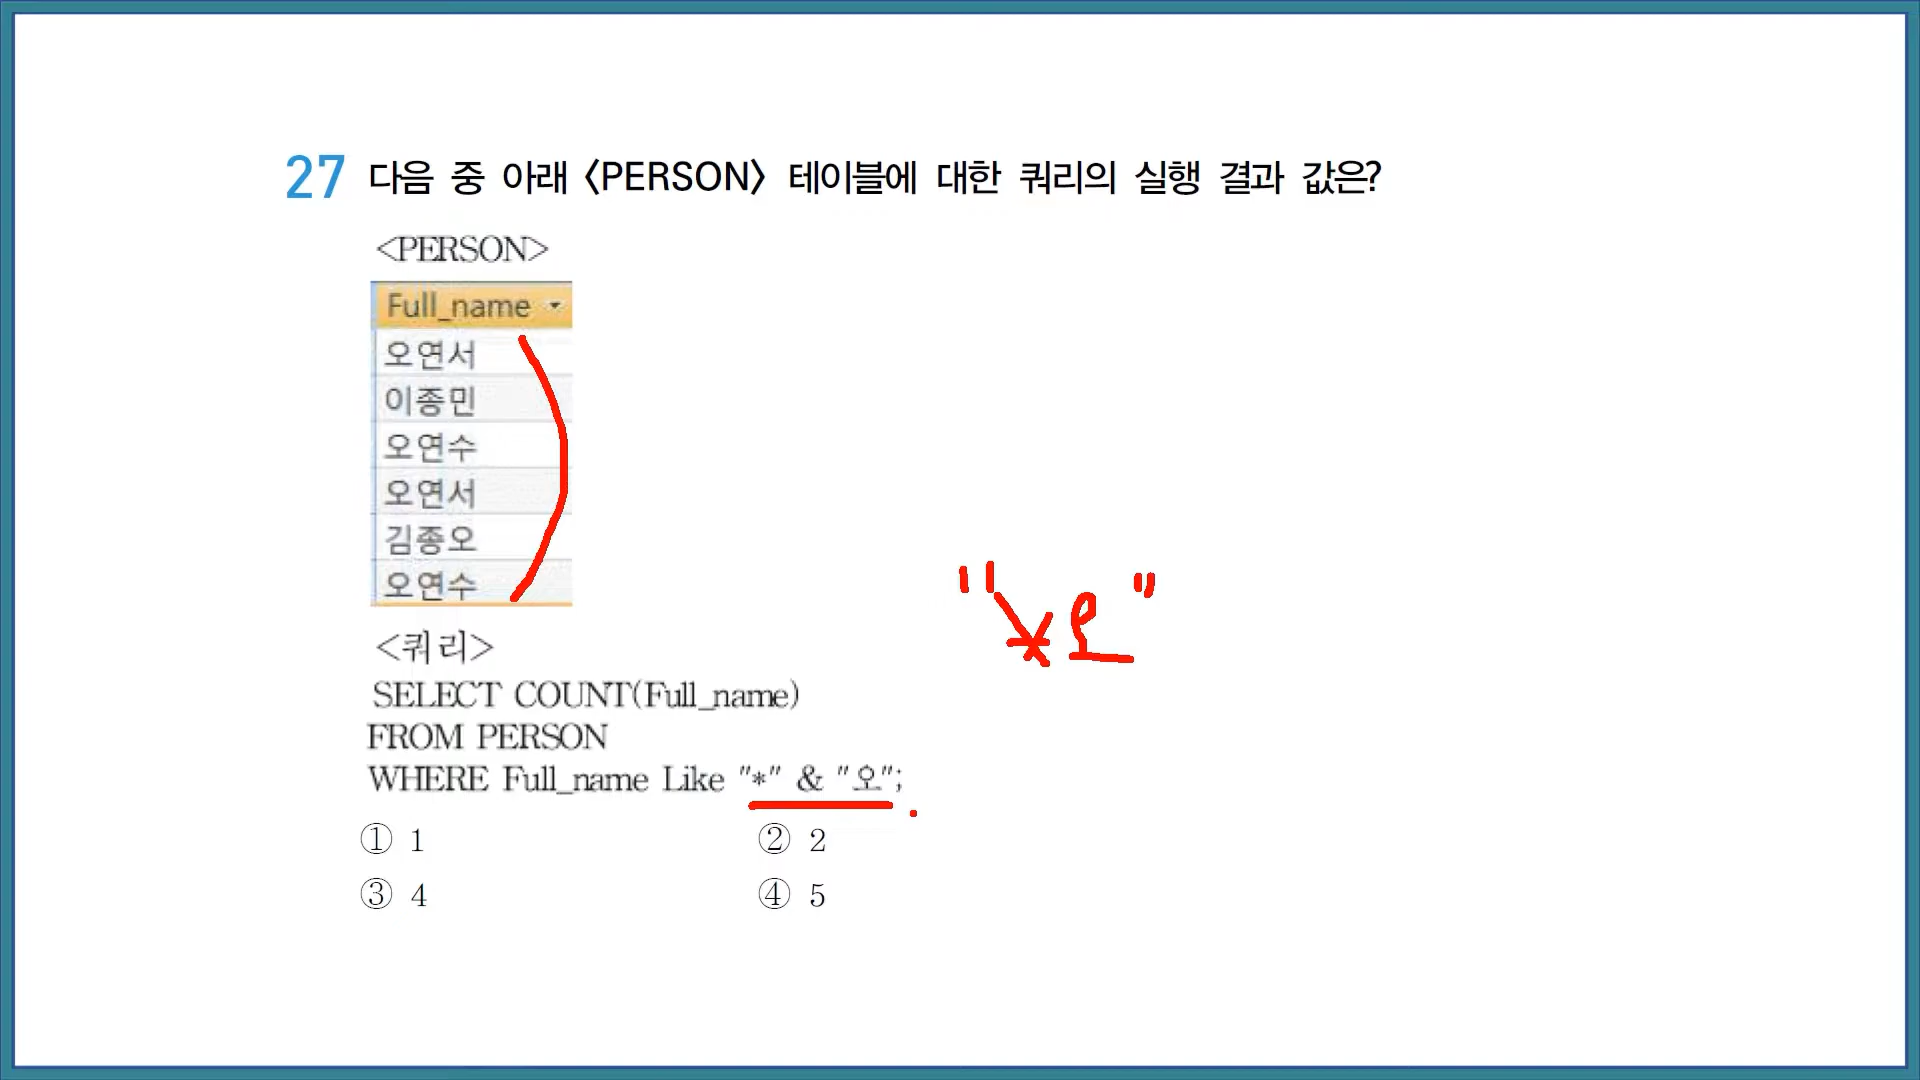 27 다음 중 아래 <PERSON> 테이블에 대한 쿼리의 실행 결과 값은?
<PERSON>
Full_name
오연서
이종민
오연수
오연서
김종오
오연수
"*오"
<쿼리>
SELECT COUNT(Full_name)
FROM PERSON
WHERE Full_name Like "*" & "오";
① 1 ② 2
③ 4 ④ 5